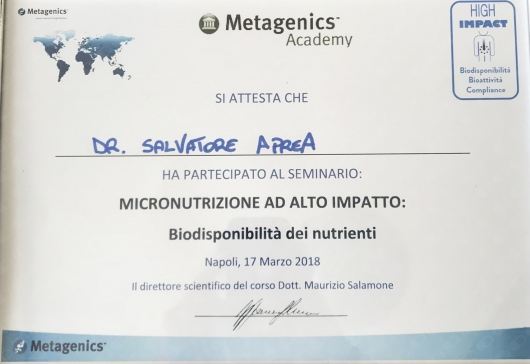 Metagenics
Metagenics
Academy
HIGH
IMPACT
Biodisponibilità
Bioattività
Compliance
SI ATTESTA CHE
DR. SALVATORE APREA
HA PARTECIPATO AL SEMINARIO:
MICRONUTRIZIONE AD ALTO IMPATTO:
Biodisponibilità dei nutrienti
Napoli, 17 Marzo 2018
Il direttore scientifico del corso Dott. Maurizio Salamone
Metagenics